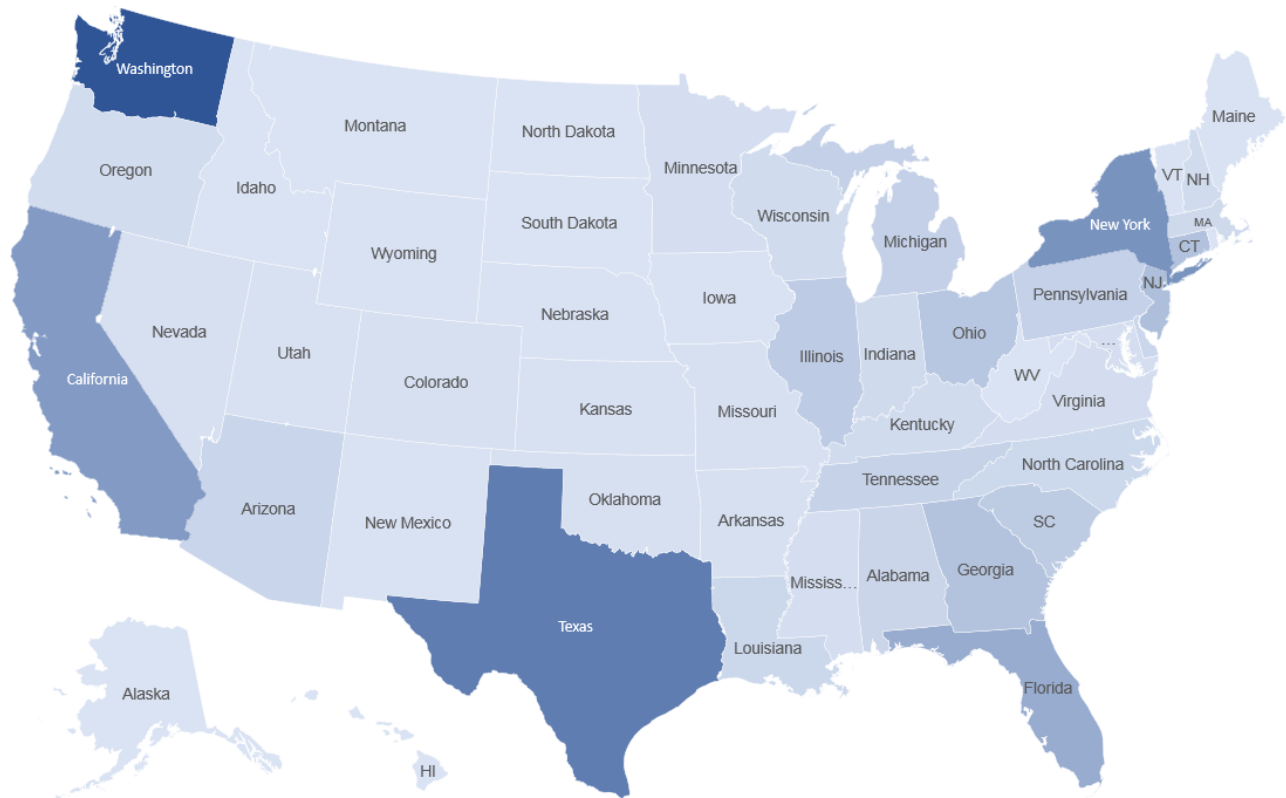 Washington
Montana
North Dakota
Minnesota
Maine
Oregon
Idaho
VT
NH
South Dakota
Wisconsin
MA
New York
Wyoming
Michigan
CT
Iowa
Pennsylvania
NJ
Nebraska
Nevada
Ohio
...
Utah
Illinois
Indiana
California
Colorado
WV
Kansas
Missouri
Virginia
Kentucky
North Carolina
Tennessee
Oklahoma
Arizona
New Mexico
Arkansas
SC
Georgia
Alabama
Mississ...
Texas
Louisiana
Florida
Alaska
HI